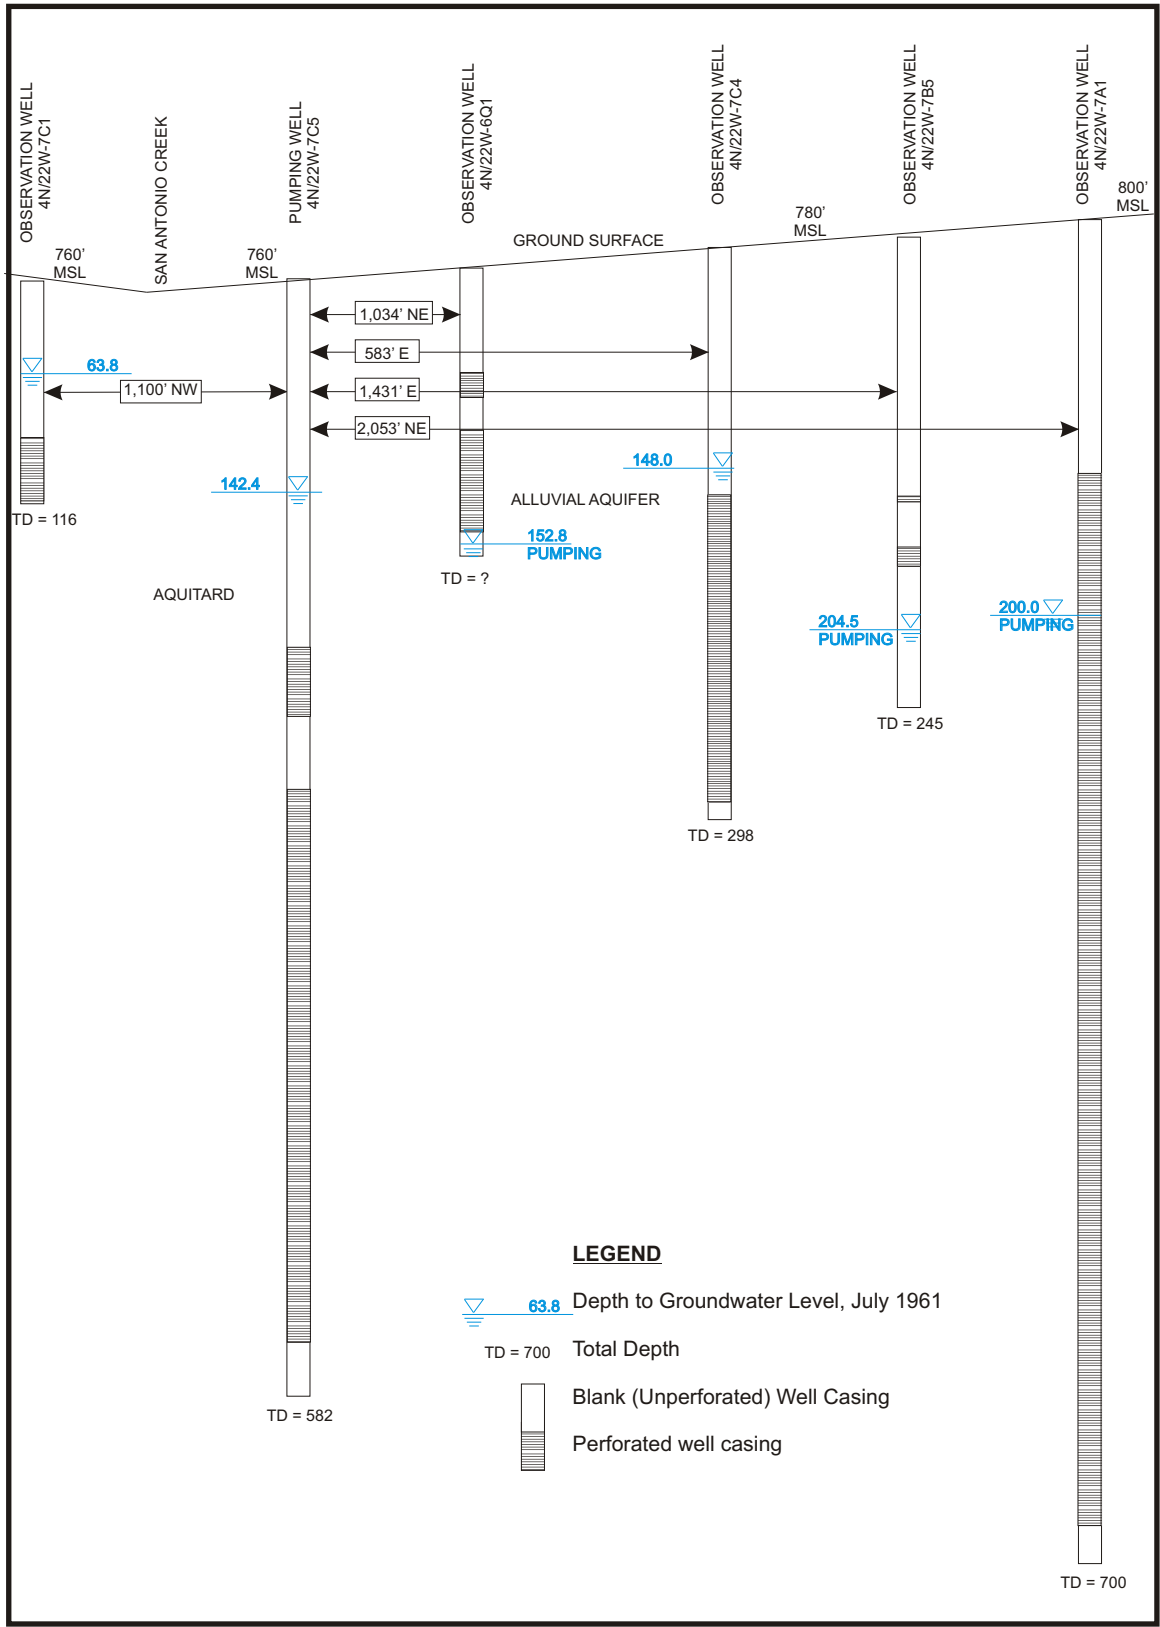 OBSERVATION WELL
4N/22W-7C1
SAN ANTONIO CREEK
PUMPING WELL
4N/22W-7C5
OBSERVATION WELL
4N/22W-6Q1
OBSERVATION WELL
4N/22W-7C4
OBSERVATION WELL
4N/22W-7B5
OBSERVATION WELL
4N/22W-7A1
800'
MSL
780'
MSL
760'
MSL
760'
MSL
GROUND SURFACE
1,034' NE
583' E
63.8
1,100' NW
1,431' E
2,053' NE
148.0
142.4
ALLUVIAL AQUIFER
TD = 116
152.8
PUMPING
TD = ?
AQUITARD
200.0
PUMPING
204.5
PUMPING
TD = 245
TD = 298
LEGEND
63.8 Depth to Groundwater Level, July 1961
TD = 700 Total Depth
Blank (Unperforated) Well Casing
TD = 582
Perforated well casing
TD = 700